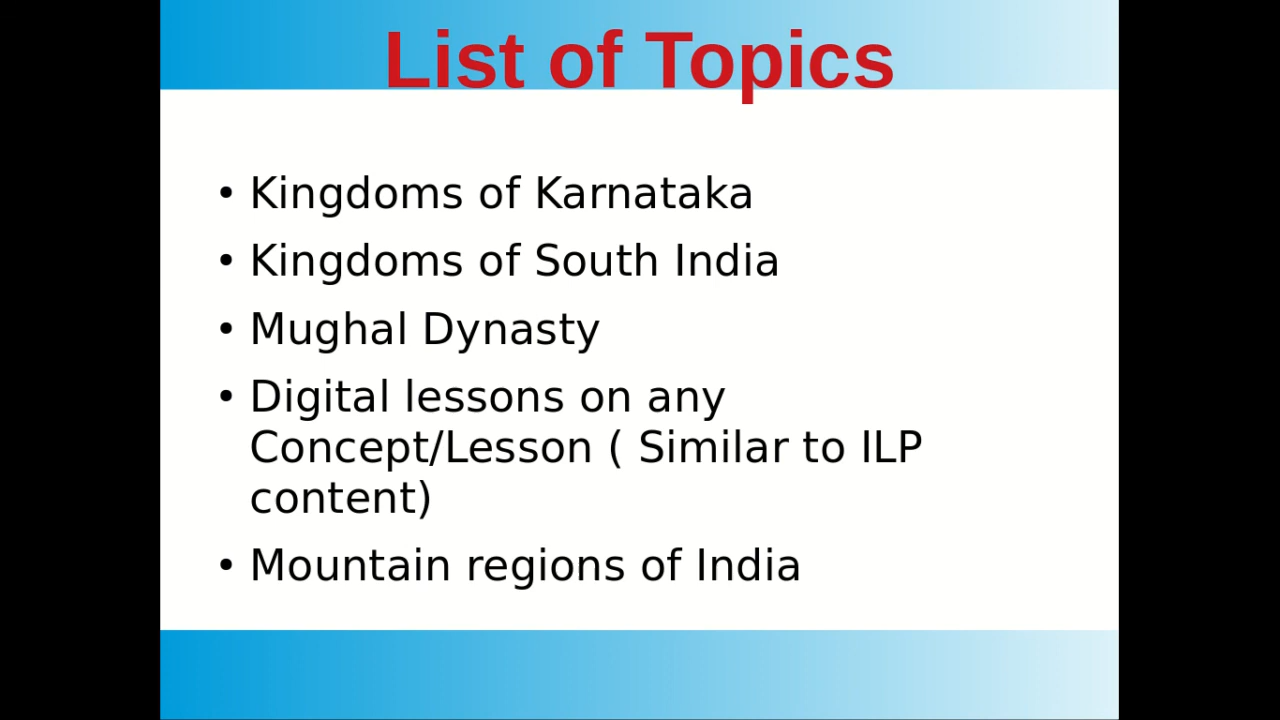 List of Topics
• Kingdoms of Karnataka
• Kingdoms of South India
• Mughal Dynasty
• Digital lessons on any
Concept/Lesson ( Similar to ILP
content)
• Mountain regions of India